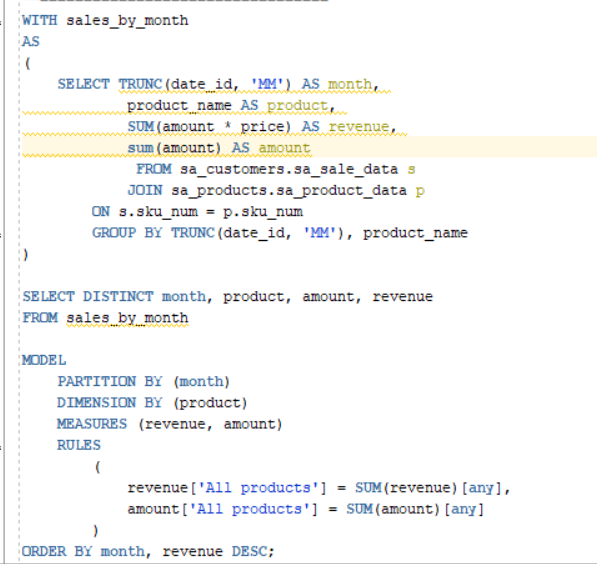 WITH sales_by_month
AS
(
SELECT TRUNC(date_id, 'MM') AS month,
product_name AS product,
SUM(amount * price) AS revenue,
sum(amount) AS amount
FROM sa_customers.sa_sale_data s
JOIN sa_products.sa_product_data p
ON s.sku_num = p.sku_num
GROUP BY TRUNC(date_id, 'MM'), product_name
)
SELECT DISTINCT month, product, amount, revenue
FROM sales_by_month
MODEL
PARTITION BY (month)
DIMENSION BY (product)
MEASURES (revenue, amount)
RULES
(
revenue['All products'] = SUM(revenue)[any],
amount['All products'] = SUM(amount)[any]
)
ORDER BY month, revenue DESC;